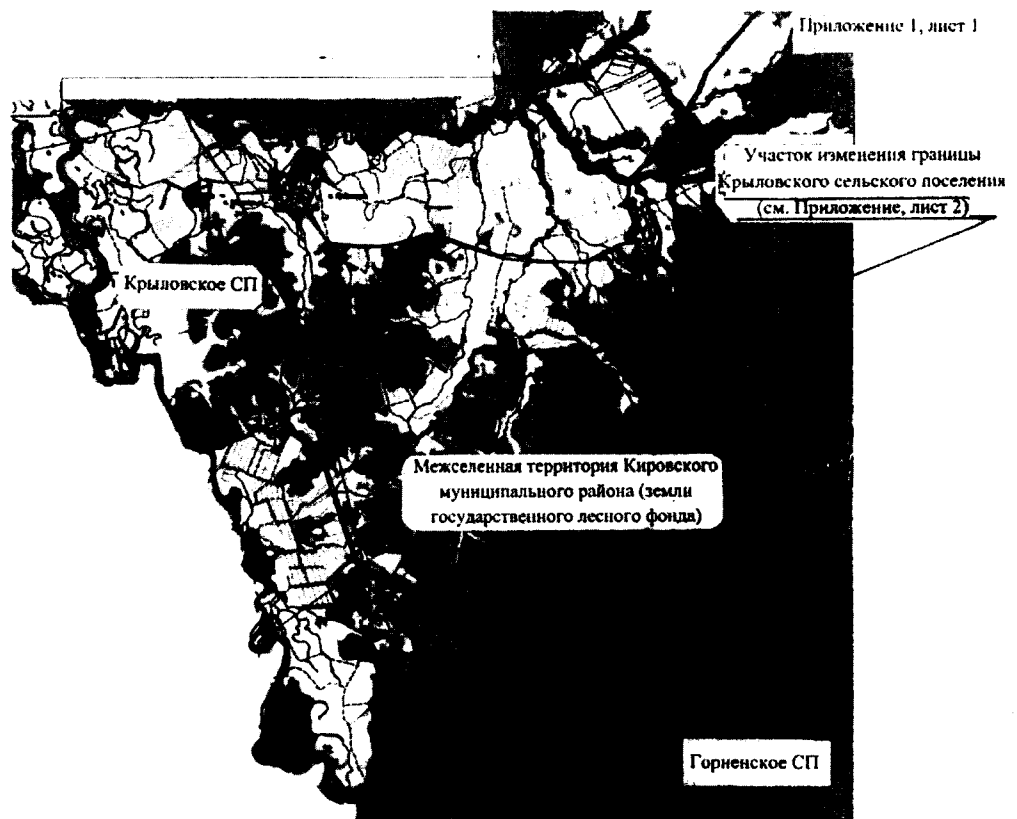 Приложение 1, лист 1
Участок изменения границы
Крыловского сельского поселения
(см. Приложение, лист 2)
Крыловское СП
Межселенная территория Кировского
муниципального района (земли
государственного лесного фонда)
Горненское СП